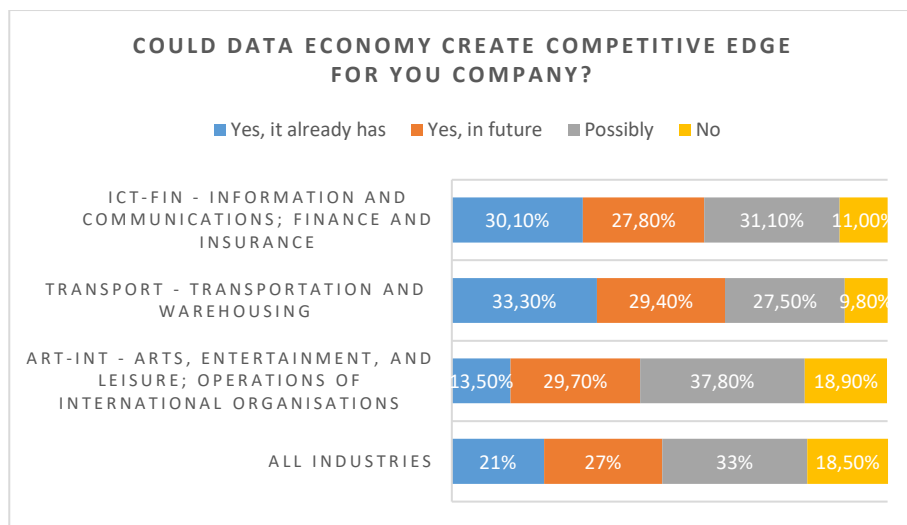 COULD DATA ECONOMY CREATE COMPETITIVE EDGE
FOR YOU COMPANY?
Yes, it already has Yes, in future Possibly No
ICT-FIN - INFORMATION AND
COMMUNICATIONS; FINANCE AND
INSURANCE
30,10% 27,80% 31,10% 11,00%
TRANSPORT - TRANSPORTATION AND
WAREHOUSING
33,30% 29,40% 27,50% 9,80%
ART-INT - ARTS, ENTERTAINMENT, AND
LEISURE; OPERATIONS OF
INTERNATIONAL ORGANISATIONS
13,50% 29,70% 37,80% 18,90%
ALL INDUSTRIES
21% 27% 33% 18,50%